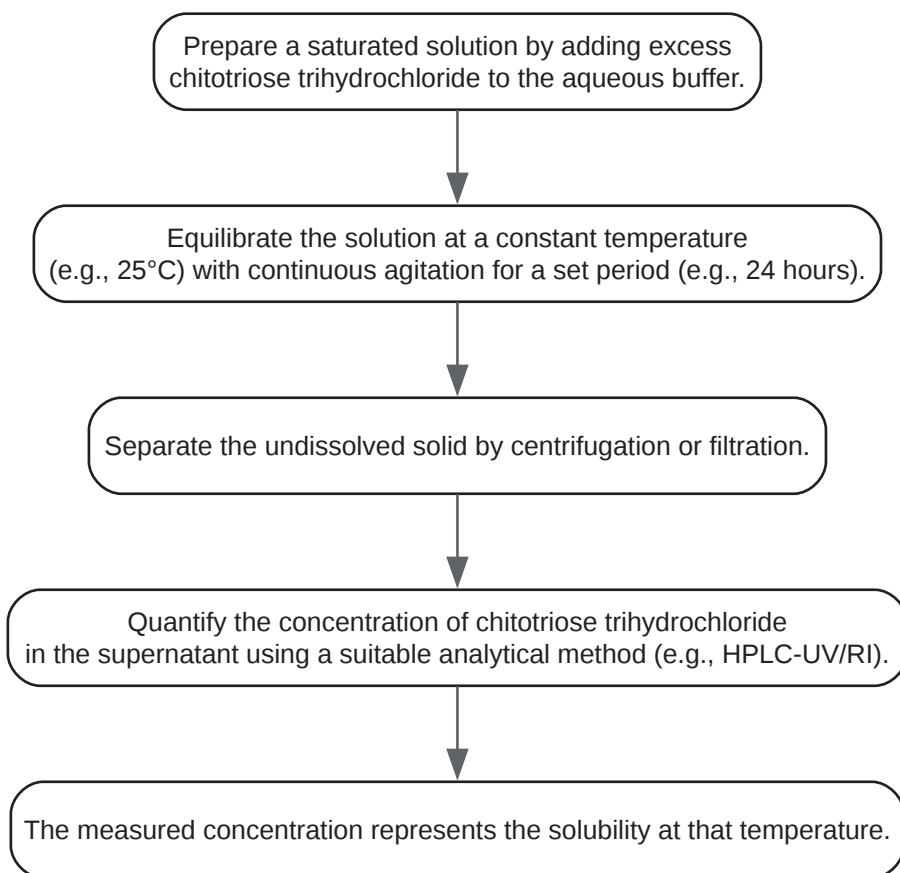 Prepare a saturated solution by adding excess
chitotriose trihydrochloride to the aqueous buffer.
Equilibrate the solution at a constant temperature
(e.g., 25°C) with continuous agitation for a set period (e.g., 24 hours).
Separate the undissolved solid by centrifugation or filtration.
Quantify the concentration of chitotriose trihydrochloride
in the supernatant using a suitable analytical method (e.g., HPLC-UV/RI).
The measured concentration represents the solubility at that temperature.